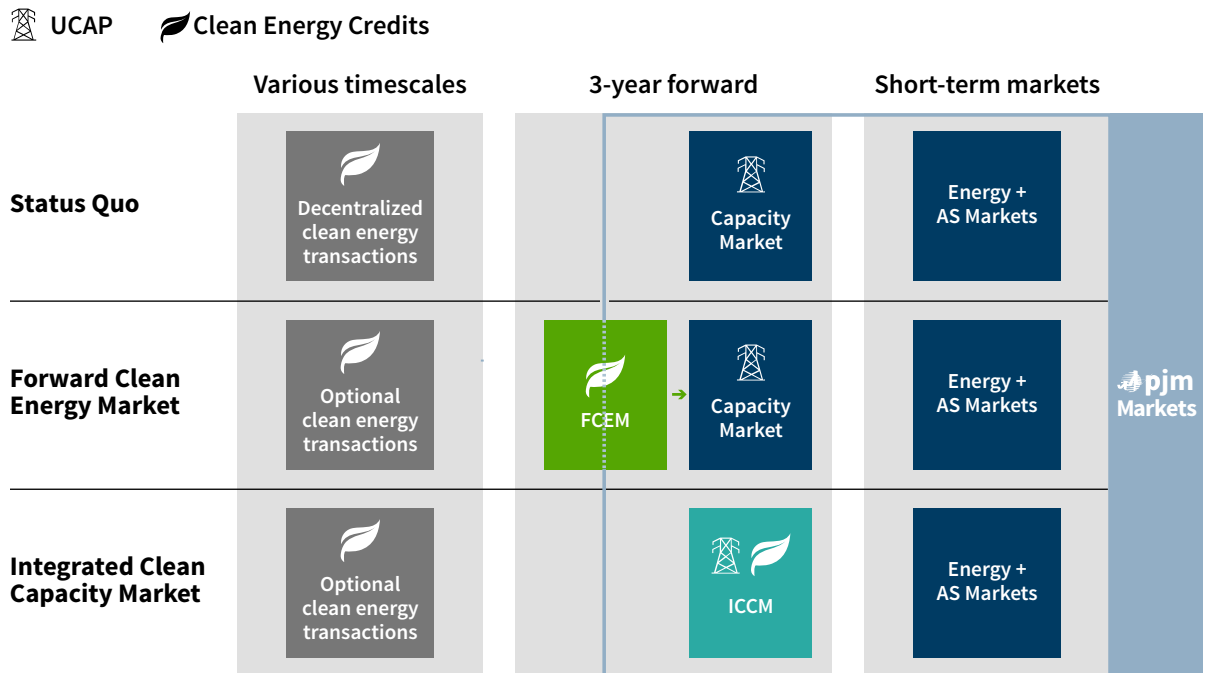 UCAP
Clean Energy Credits
Various timescales
3-year forward
Short-term markets
Status Quo
Decentralized
clean energy
transactions
Capacity
Market
Energy +
AS Markets
Forward Clean
Energy Market
Optional
clean energy
transactions
FCEM
Capacity
Market
Energy +
AS Markets
pjm
Markets
Integrated Clean
Capacity Market
Optional
clean energy
transactions
ICCM
Energy +
AS Markets